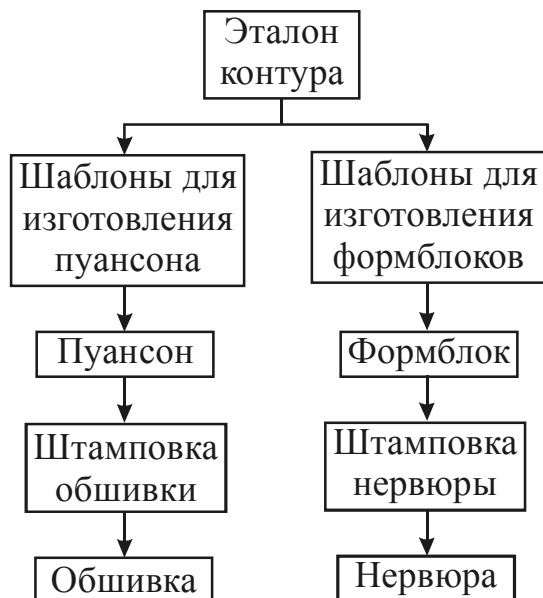 Эталон
контура
Шаблоны для
изготовления
пуансона
Шаблоны для
изготовления
формблоков
Пуансон
Формблок
Штамповка
обшивки
Штамповка
нервюры
Обшивка
Нервюра